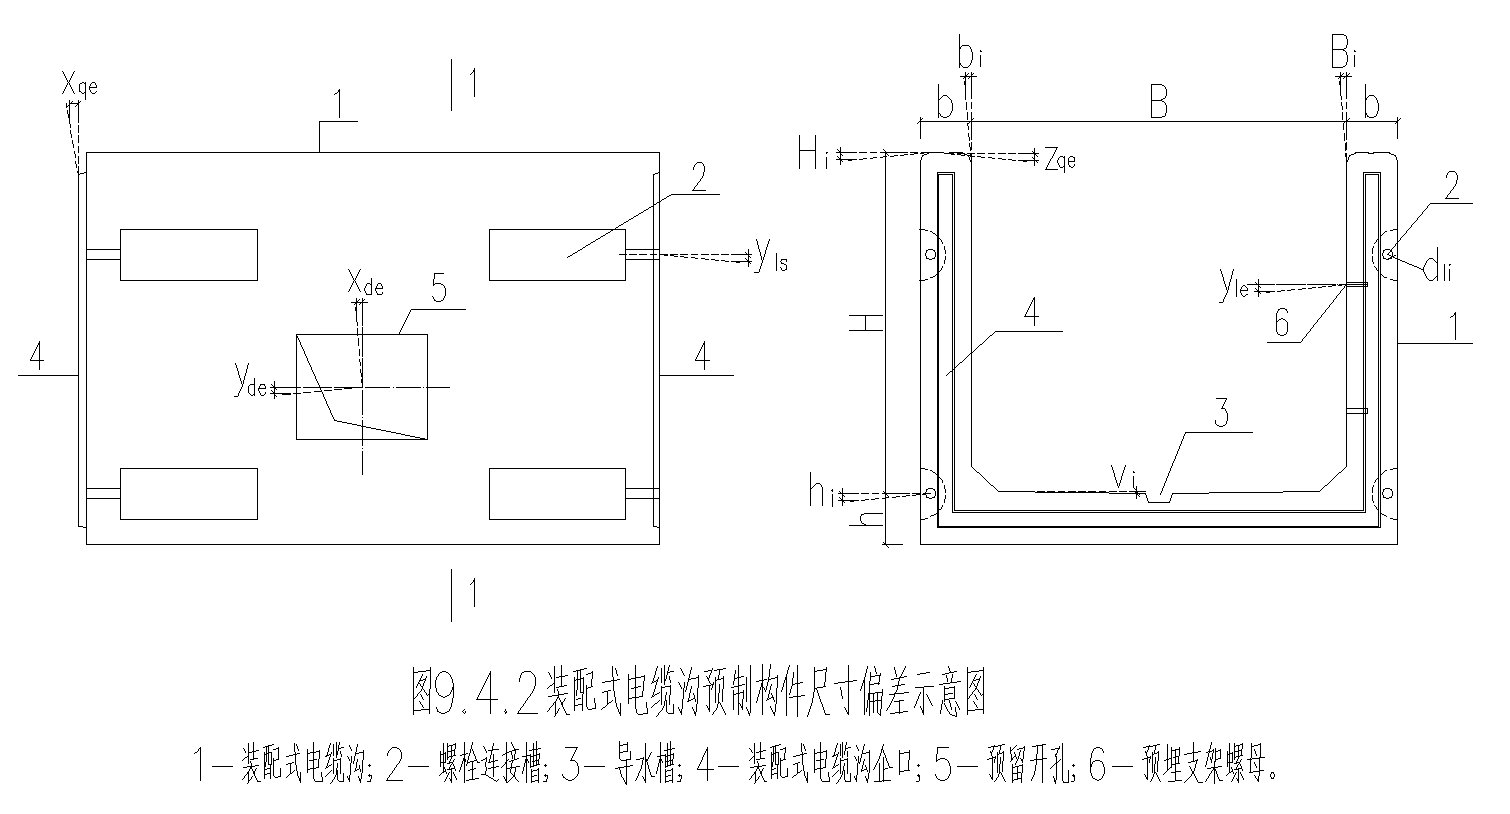 xqe
1
1
2
yls
xde
5
4
4
yde
1
bi
Bi
b
B
b
Hi
zqe
2
dli
yle
H
4
6
1
3
vi
hi
h
图9.4.2装配式电缆沟预制构件尺寸偏差示意图
1—装配式电缆沟;2—螺栓连接槽;3—导水槽;4—装配式电缆沟企口;5—预留开孔;6—预埋支架螺母。